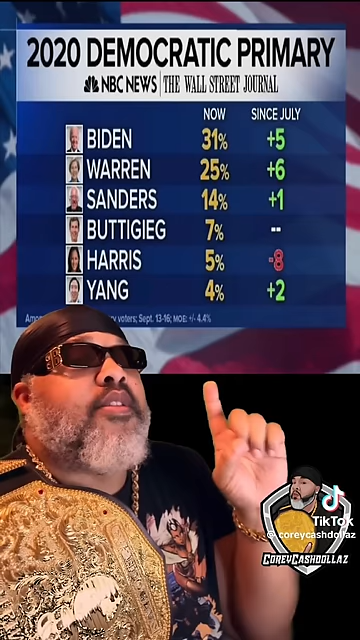 2020 DEMOCRATIC PRIMARY
NBC NEWS | THE WALL STREET JOURNAL
NOW SINCE JULY
BIDEN 31% +5
WARREN 25% +6
SANDERS 14% +1
BUTTIGIEG 7% --
HARRIS 5% -8
YANG 4% +2
voters; Sept. 13-16; MOE: +/- 4.4%
TikTok
@coreycashdollaz
COREYCASHDOLLAZ